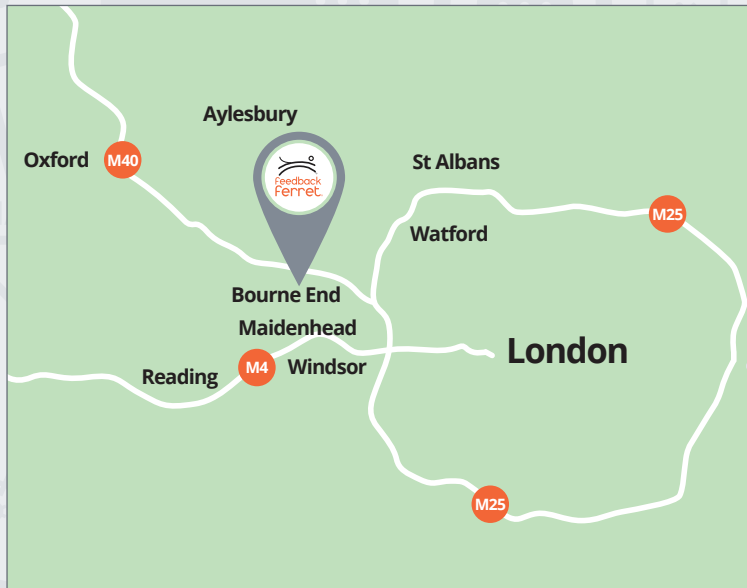 Aylesbury
Oxford
M40
feedback
ferret
St Albans
M25
Watford
Bourne End
Maidenhead
London
M4
Windsor
Reading
M25